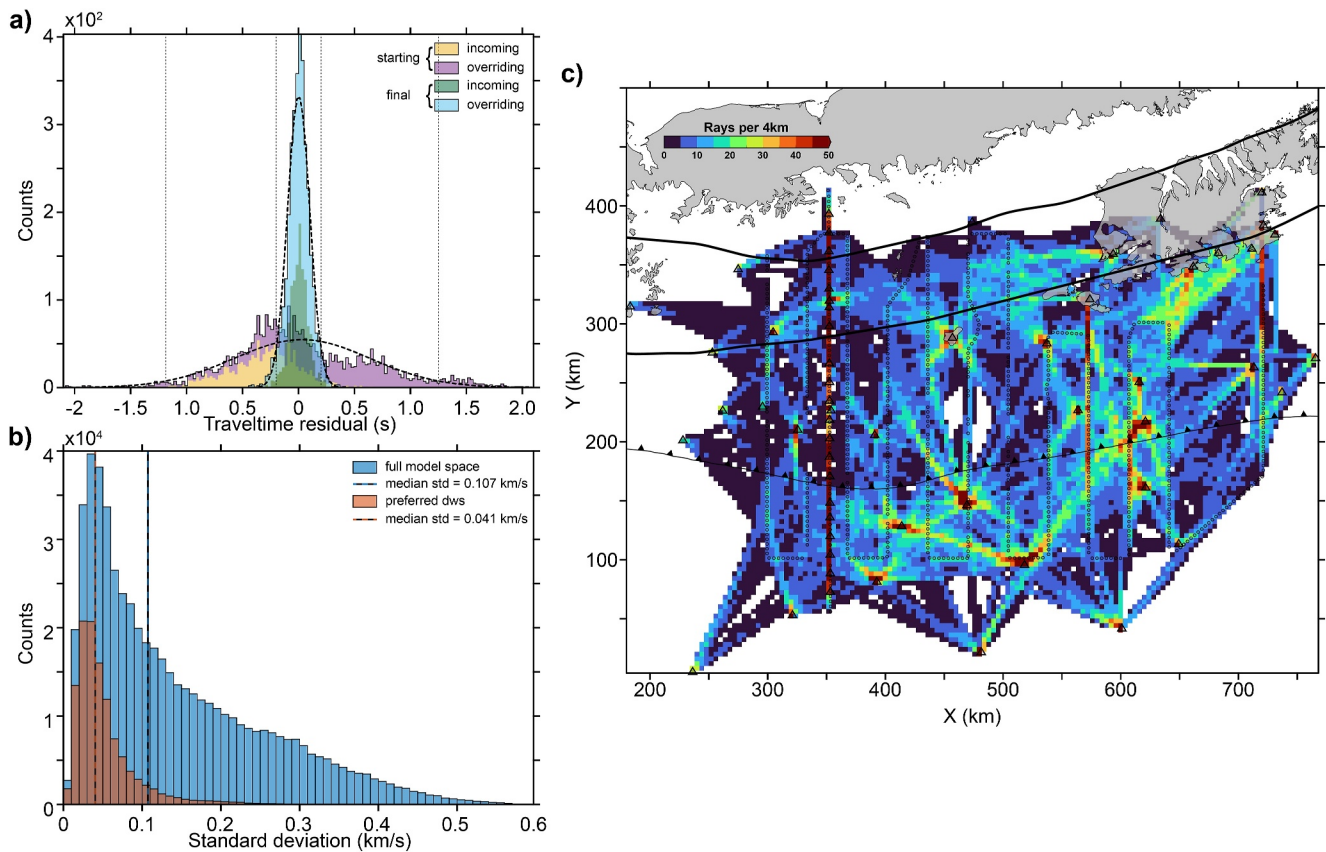 a)
x10²
4
3
2
1
0
Counts
-2
-1.5
1.0
0.5
0
0.5
1.0
1.5
2.0
Traveltime residual (s)
starting
{
incoming
overriding
final
{
incoming
overriding
b)
x10⁴
4
3
2
1
0
Counts
0
0.1
0.2
0.3
0.4
0.5
0.6
Standard deviation (km/s)
full model space
median std = 0.107 km/s
preferred dws
median std = 0.041 km/s
c)
Rays per 4km
0 10 20 30 40 50
400
300
200
100
Y (km)
200 300 400 500 600 700
X (km)